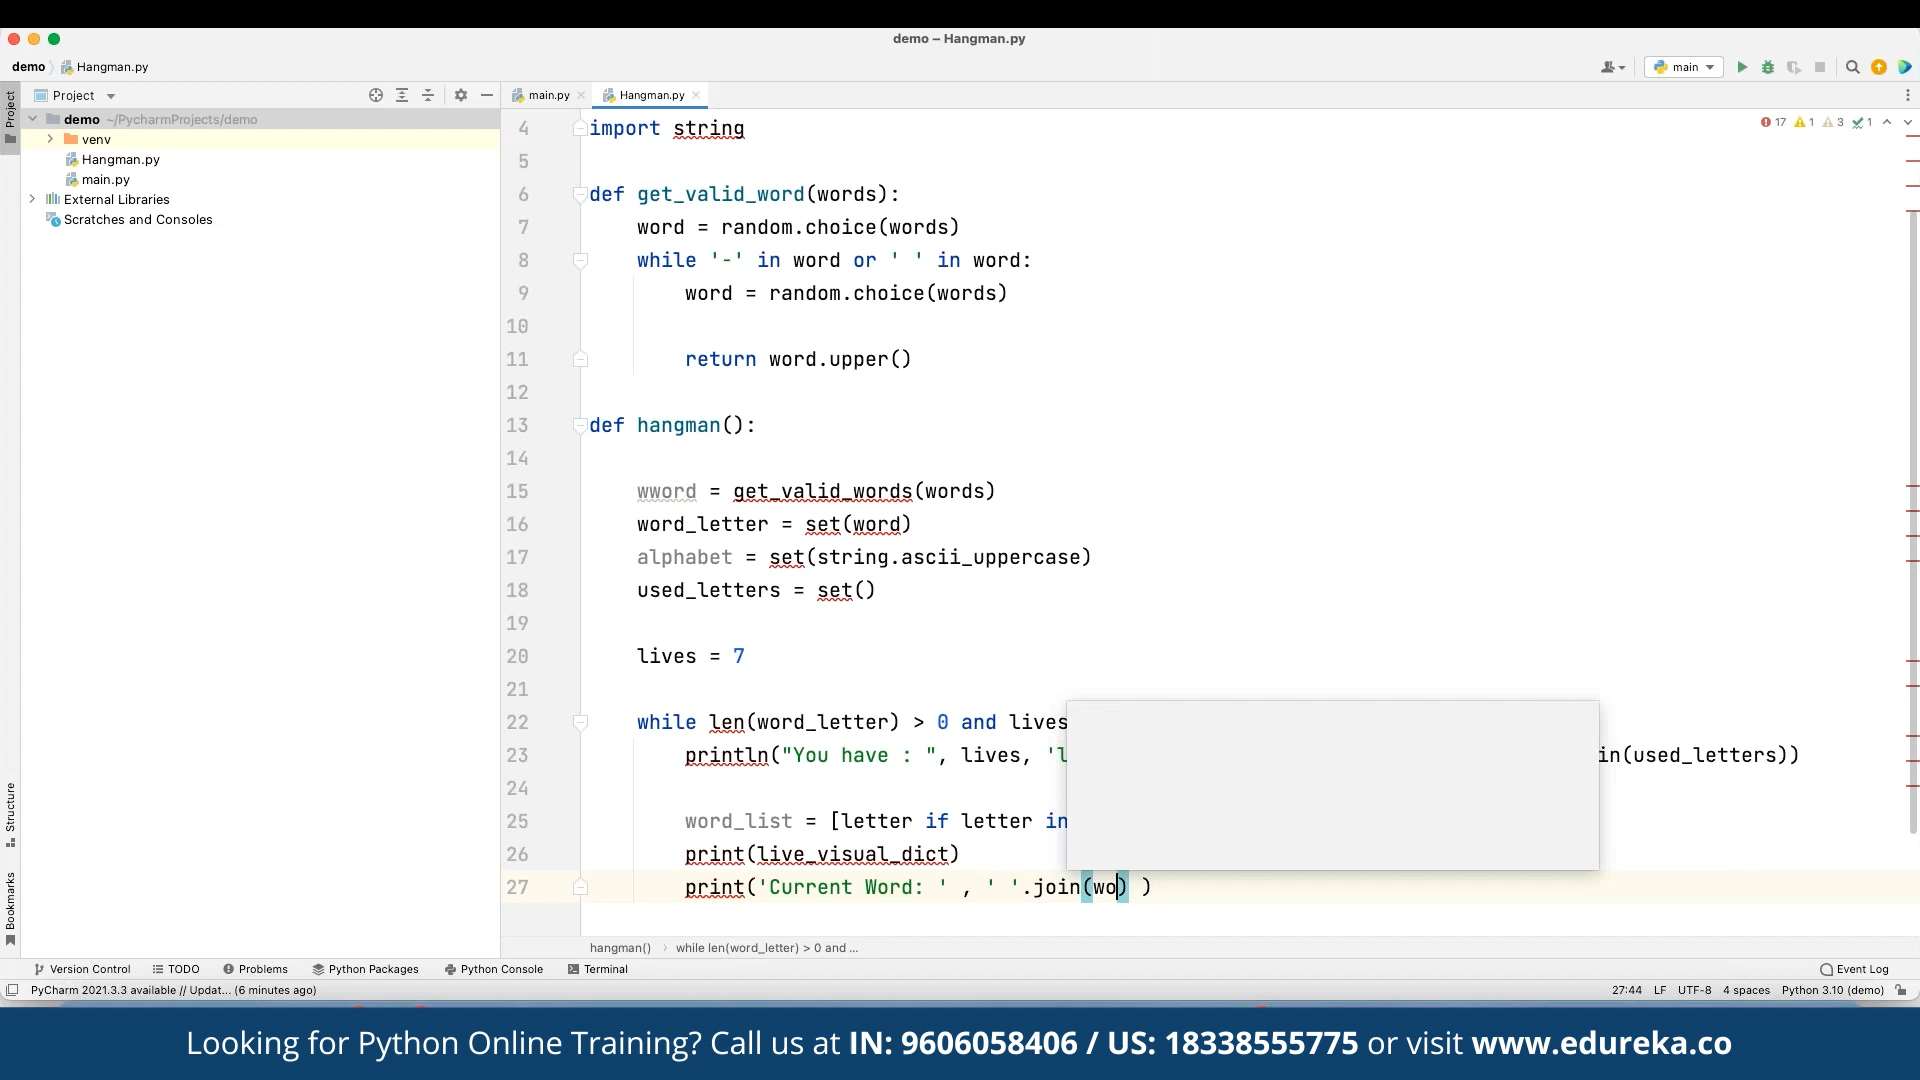 demo – Hangman.py
demo Hangman.py
main
Project
main.py
Hangman.py
Project
demo ~/PycharmProjects/demo
venv
Hangman.py
main.py
External Libraries
Scratches and Consoles
17 1 3 1
4 import string
5
6 def get_valid_word(words):
7 word = random.choice(words)
8 while '-' in word or ' ' in word:
9 word = random.choice(words)
10
11 return word.upper()
12
13 def hangman():
14
15 wword = get_valid_words(words)
16 word_letter = set(word)
17 alphabet = set(string.ascii_uppercase)
18 used_letters = set()
19
20 lives = 7
21
22 while len(word_letter) > 0 and lives
23 println("You have : ", lives, 'l in(used_letters))
24
25 word_list = [letter if letter in
26 print(live_visual_dict)
27 print('Current Word: ' , ' '.join(wo) )
Structure
Bookmarks
hangman() while len(word_letter) > 0 and ...
Version Control TODO Problems Python Packages Python Console Terminal Event Log
PyCharm 2021.3.3 available // Updat... (6 minutes ago) 27:44 LF UTF-8 4 spaces Python 3.10 (demo)
Looking for Python Online Training? Call us at IN: 9606058406 / US: 18338555775 or visit www.edureka.co